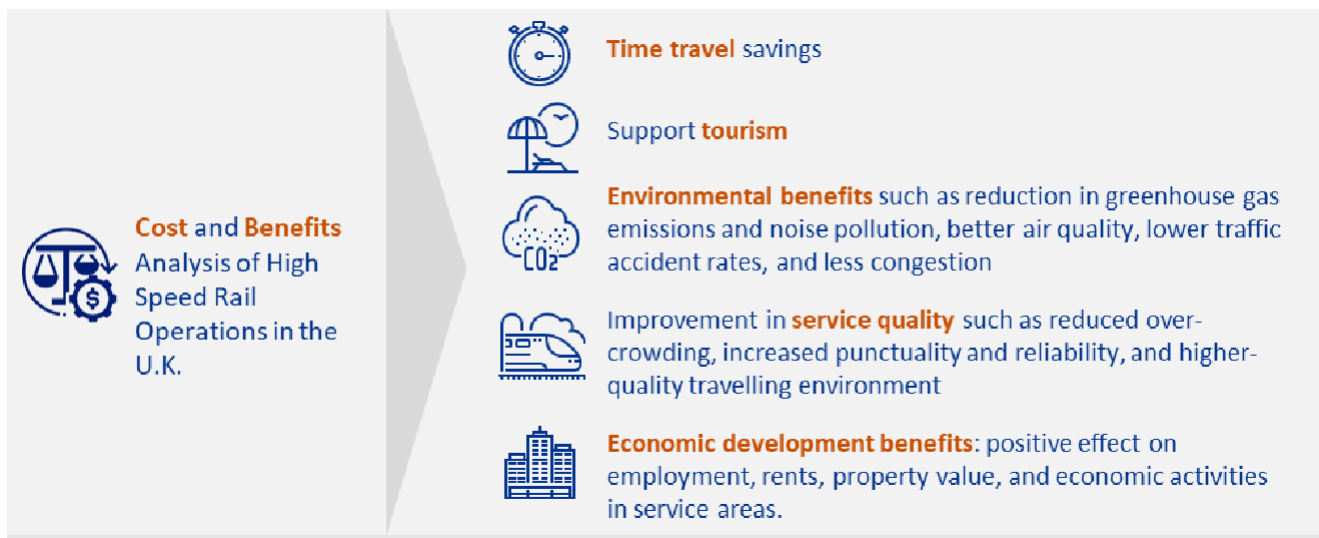 Cost and Benefits
Analysis of High
Speed Rail
Operations in the
U.K.
Time travel savings
Support tourism
CO2
Environmental benefits such as reduction in greenhouse gas
emissions and noise pollution, better air quality, lower traffic
accident rates, and less congestion
Improvement in service quality such as reduced over-
crowding, increased punctuality and reliability, and higher-
quality travelling environment
Economic development benefits: positive effect on
employment, rents, property value, and economic activities
in service areas.